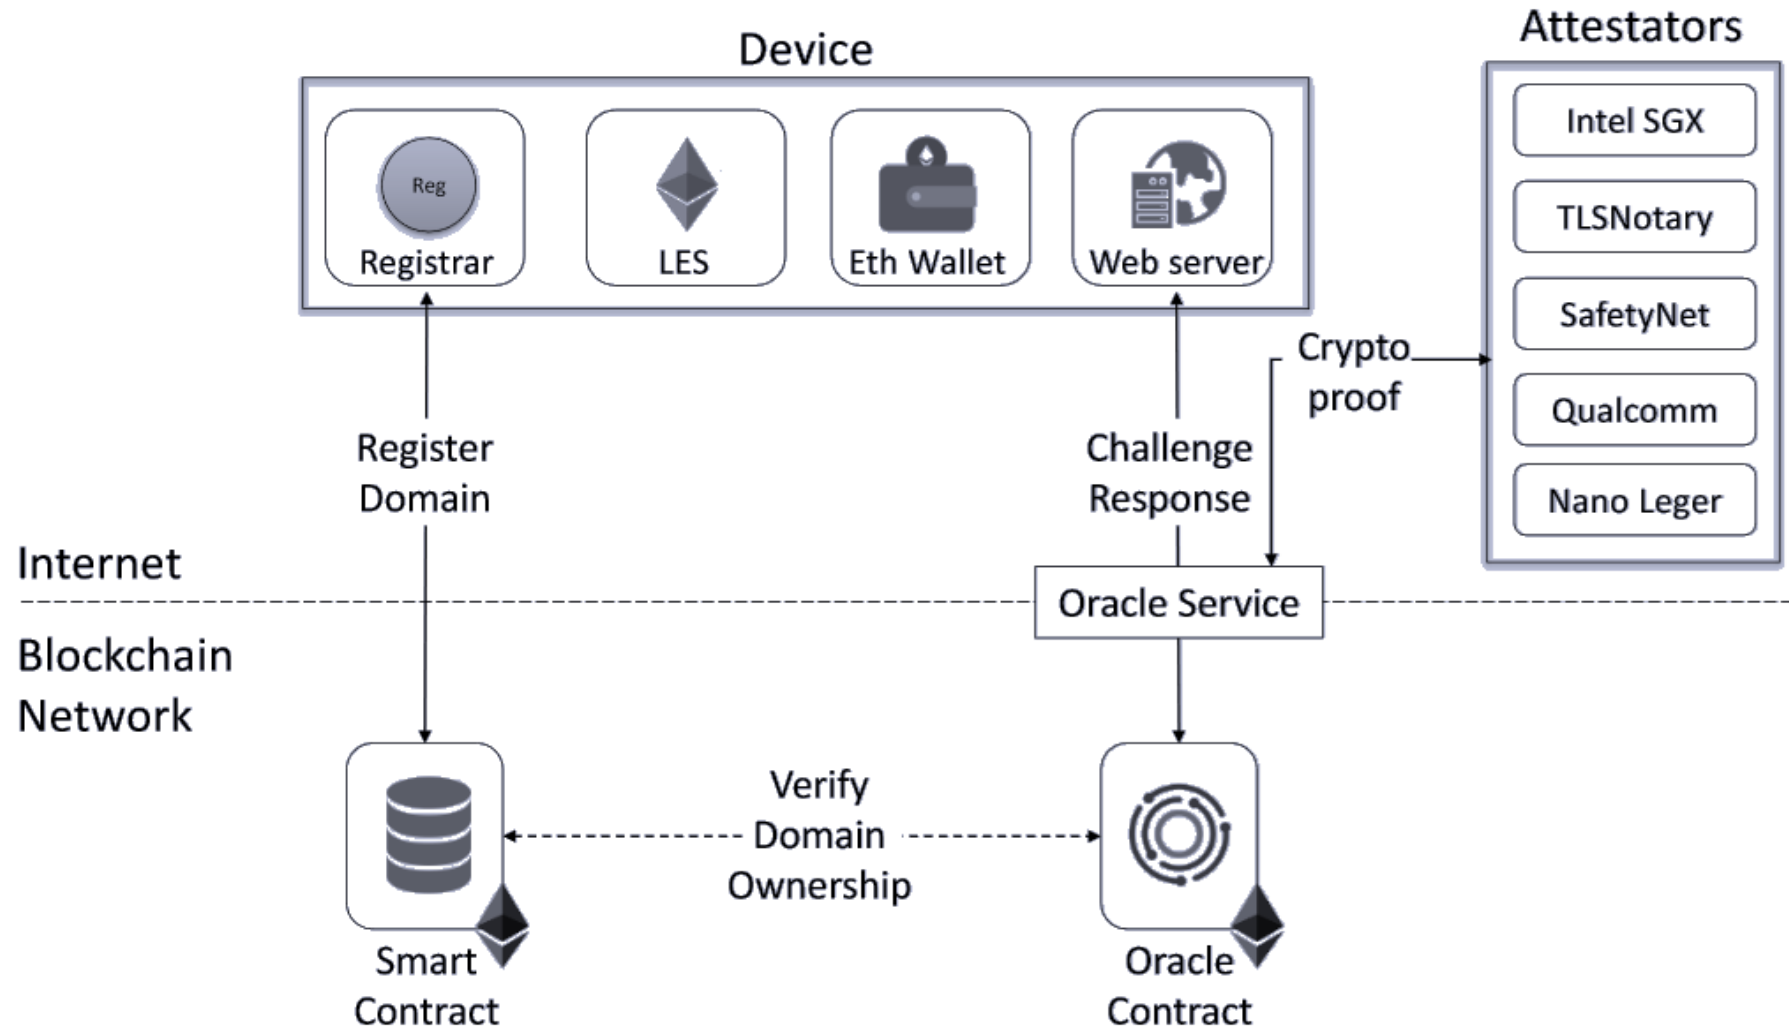 Device
Attestators
Reg
Registrar
LES
Eth Wallet
Web server
Intel SGX
TLSNotary
SafetyNet
Qualcomm
Nano Leger
Crypto
proof
Register
Domain
Challenge
Response
Internet
Oracle Service
Blockchain
Network
Verify
Domain
Ownership
Smart
Contract
Oracle
Contract